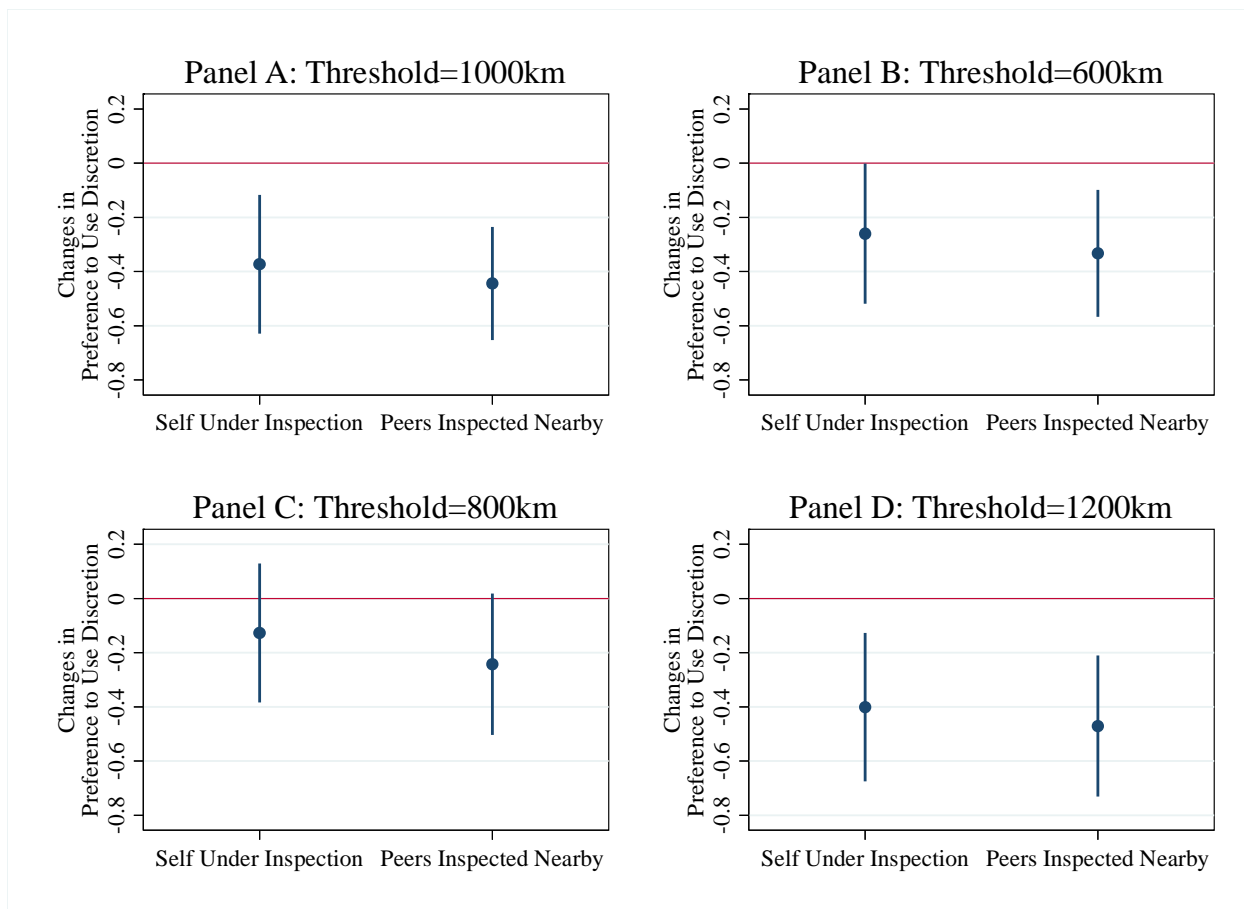 Panel A: Threshold=1000km
Changes in
Preference to Use Discretion
0.2
0
-0.2
-0.4
-0.6
-0.8
Self Under Inspection
Peers Inspected Nearby
Panel B: Threshold=600km
Changes in
Preference to Use Discretion
0.2
0
-0.2
-0.4
-0.6
-0.8
Self Under Inspection
Peers Inspected Nearby
Panel C: Threshold=800km
Changes in
Preference to Use Discretion
0.2
0
-0.2
-0.4
-0.6
-0.8
Self Under Inspection
Peers Inspected Nearby
Panel D: Threshold=1200km
Changes in
Preference to Use Discretion
0.2
0
-0.2
-0.4
-0.6
-0.8
Self Under Inspection
Peers Inspected Nearby